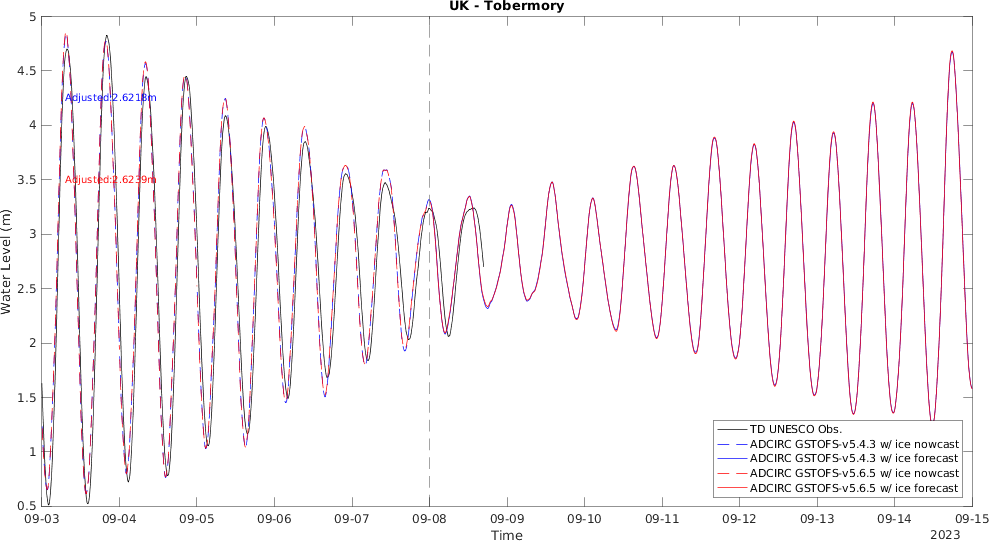 UK - Tobermory
5
4.5
4
3.5
3
2.5
2
1.5
1
0.5
Water Level (m)
Adjusted:2.6218m
Adjusted:2.6239m
TD UNESCO Obs.
ADCIRC GSTOFS-v5.4.3 w/ ice nowcast
ADCIRC GSTOFS-v5.4.3 w/ ice forecast
ADCIRC GSTOFS-v5.6.5 w/ ice nowcast
ADCIRC GSTOFS-v5.6.5 w/ ice forecast
09-03 09-04 09-05 09-06 09-07 09-08 09-09 09-10 09-11 09-12 09-13 09-14 09-15
Time
2023